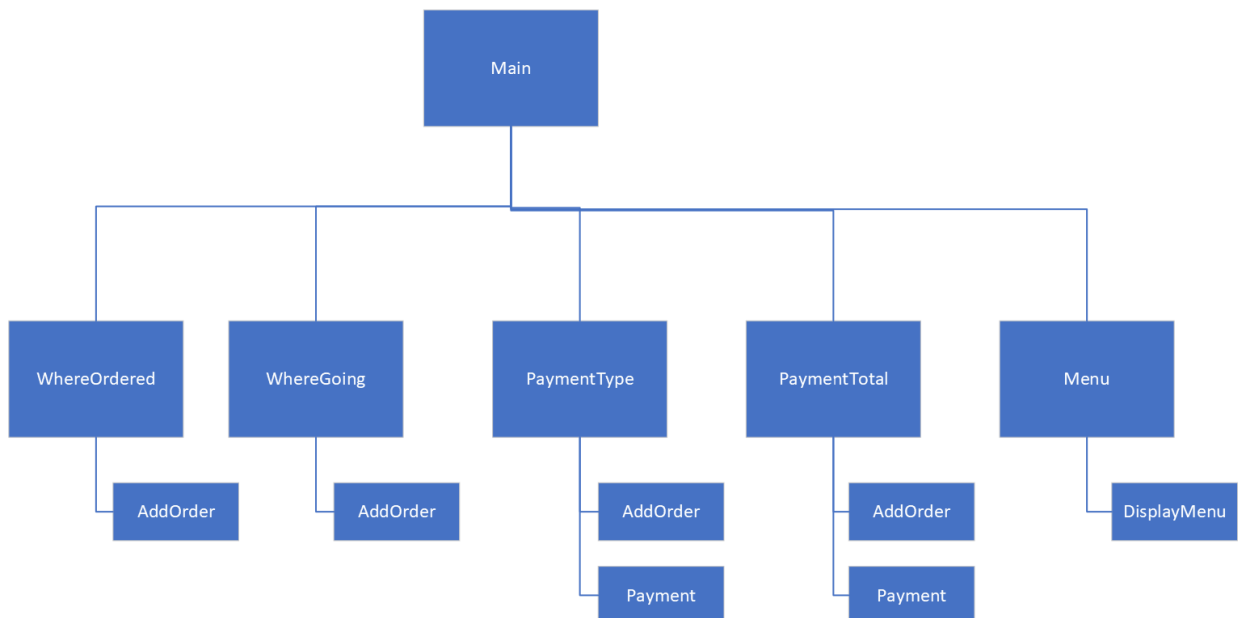 Main
WhereOrdered
WhereGoing
PaymentType
PaymentTotal
Menu
AddOrder
AddOrder
AddOrder
AddOrder
DisplayMenu
Payment
Payment